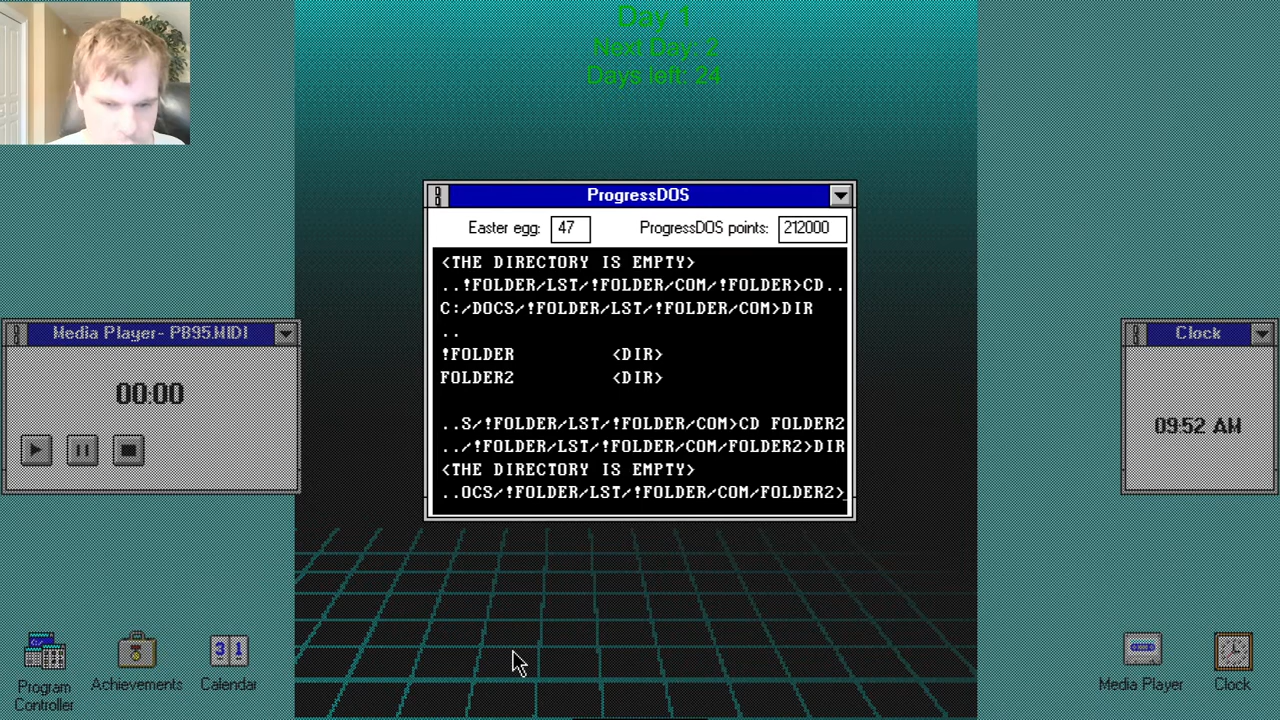 Day 1
Next Day: 2
Days left: 24
ProgressDOS
Easter egg: 47 ProgressDOS points: 212000
<THE DIRECTORY IS EMPTY>
..!FOLDER/LST/!FOLDER/COM/!FOLDER>CD..
C:/DOCS/!FOLDER/LST/!FOLDER/COM>DIR
..
!FOLDER <DIR>
FOLDER2 <DIR>
..S/!FOLDER/LST/!FOLDER/COM>CD FOLDER2
../!FOLDER/LST/!FOLDER/COM/FOLDER2>DIR
<THE DIRECTORY IS EMPTY>
..OCS/!FOLDER/LST/!FOLDER/COM/FOLDER2>_
Media Player- PB95.MIDI
00:00
Clock
09:52 AM
Program
Controller
Achievements
31
Calendar
Media Player
Clock